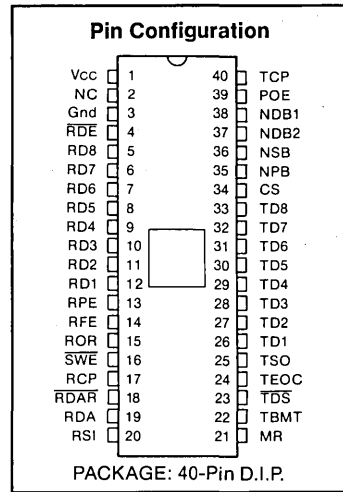 Pin Configuration
Vcc 1 40 TCP
NC 2 39 POE
Gnd 3 38 NDB1
RDE 4 37 NDB2
RD8 5 36 NSB
RD7 6 35 NPB
RD6 7 34 CS
RD5 8 33 TD8
RD4 9 32 TD7
RD3 10 31 TD6
RD2 11 30 TD5
RD1 12 29 TD4
RPE 13 28 TD3
RFE 14 27 TD2
ROR 15 26 TD1
SWE 16 25 TSO
RCP 17 24 TEOC
RDAR 18 23 TDS
RDA 19 22 TBMT
RSI 20 21 MR
PACKAGE: 40-Pin D.I.P.